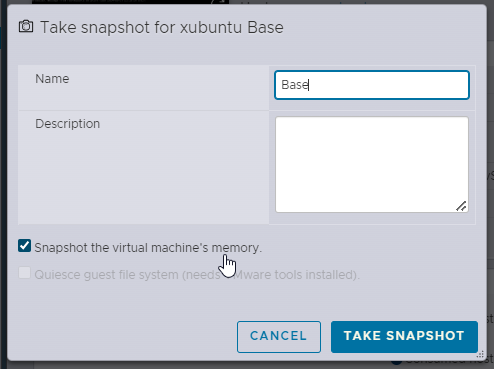 Take snapshot for xubuntu Base
Name
Base
Description
Snapshot the virtual machine's memory.
Quiesce guest file system (needs Mware tools installed).
CANCEL
TAKE SNAPSHOT